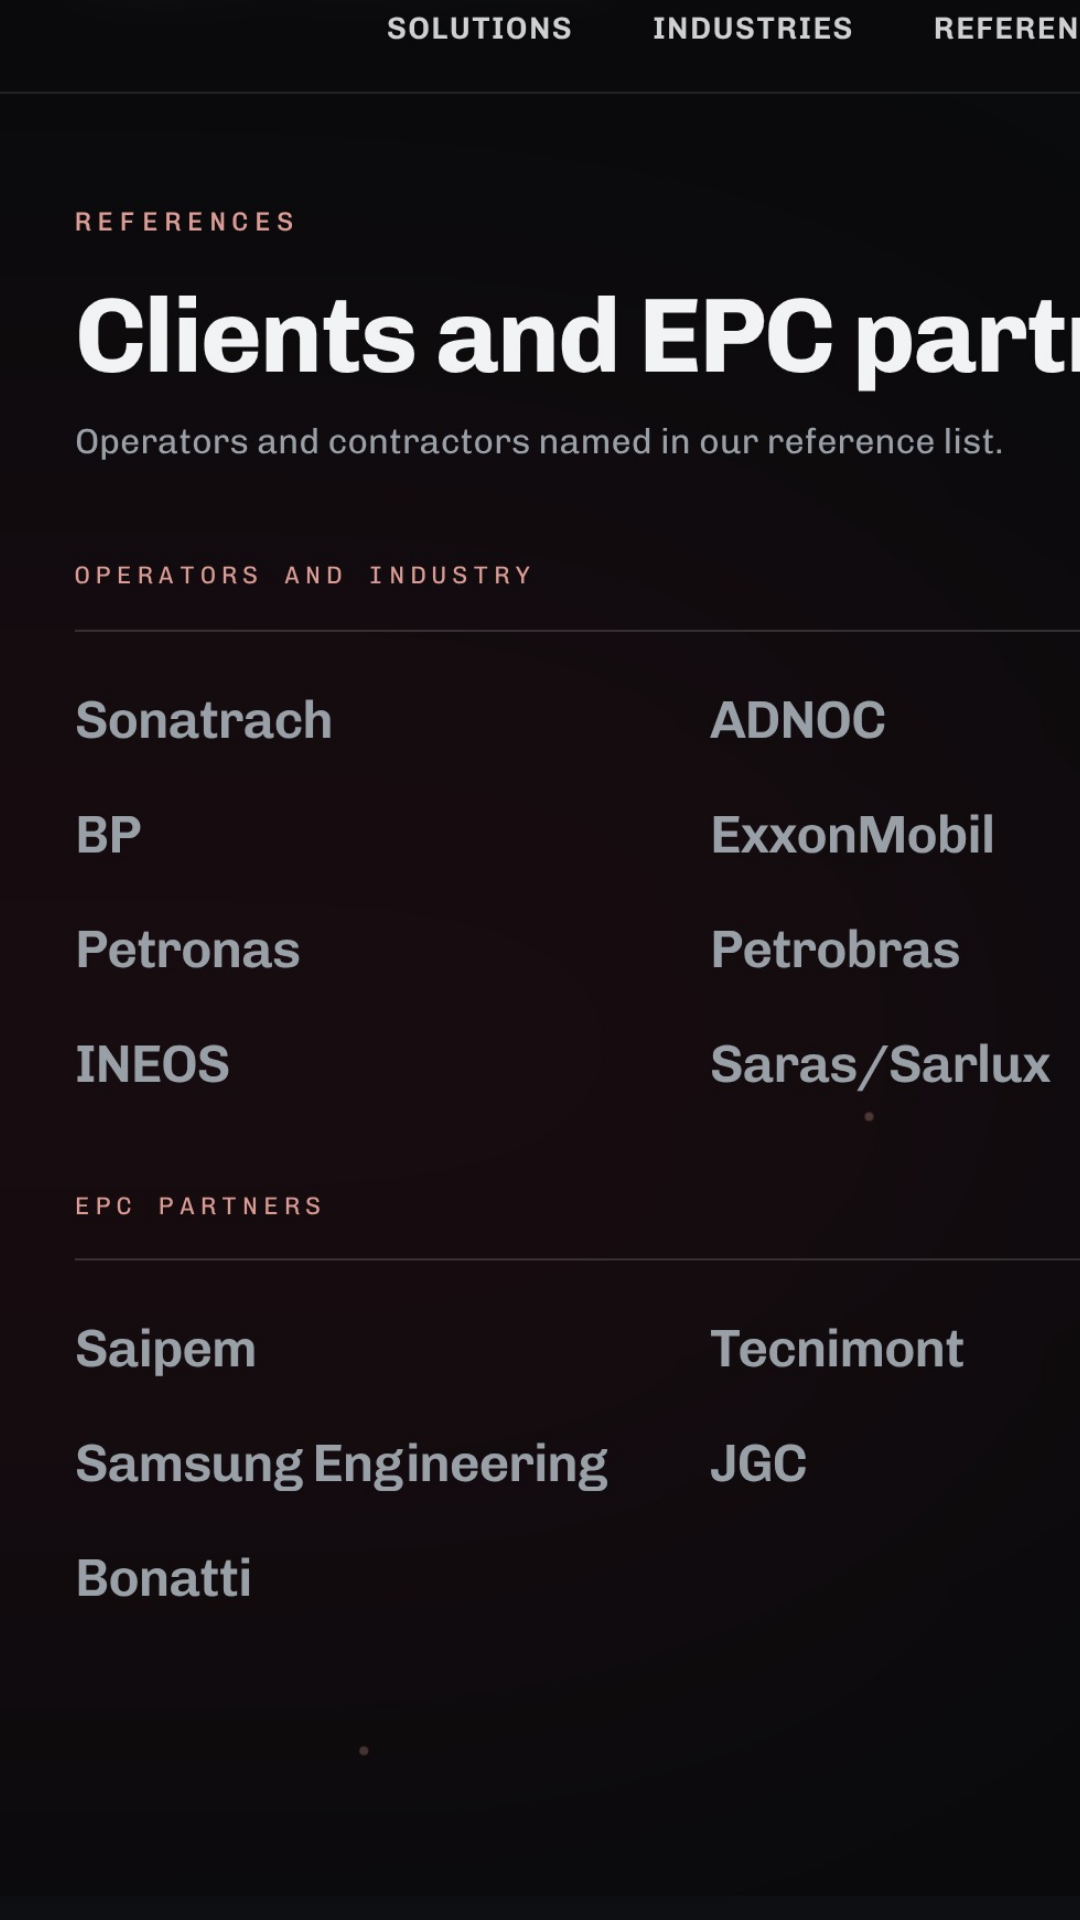 SOLUTIONS INDUSTRIES REFEREN
REFERENCES
Clients and EPC partn
Operators and contractors named in our reference list.
OPERATORS AND INDUSTRY
Sonatrach ADNOC
BP ExxonMobil
Petronas Petrobras
INEOS Saras/Sarlux
EPC PARTNERS
Saipem Tecnimont
Samsung Engineering JGC
Bonatti